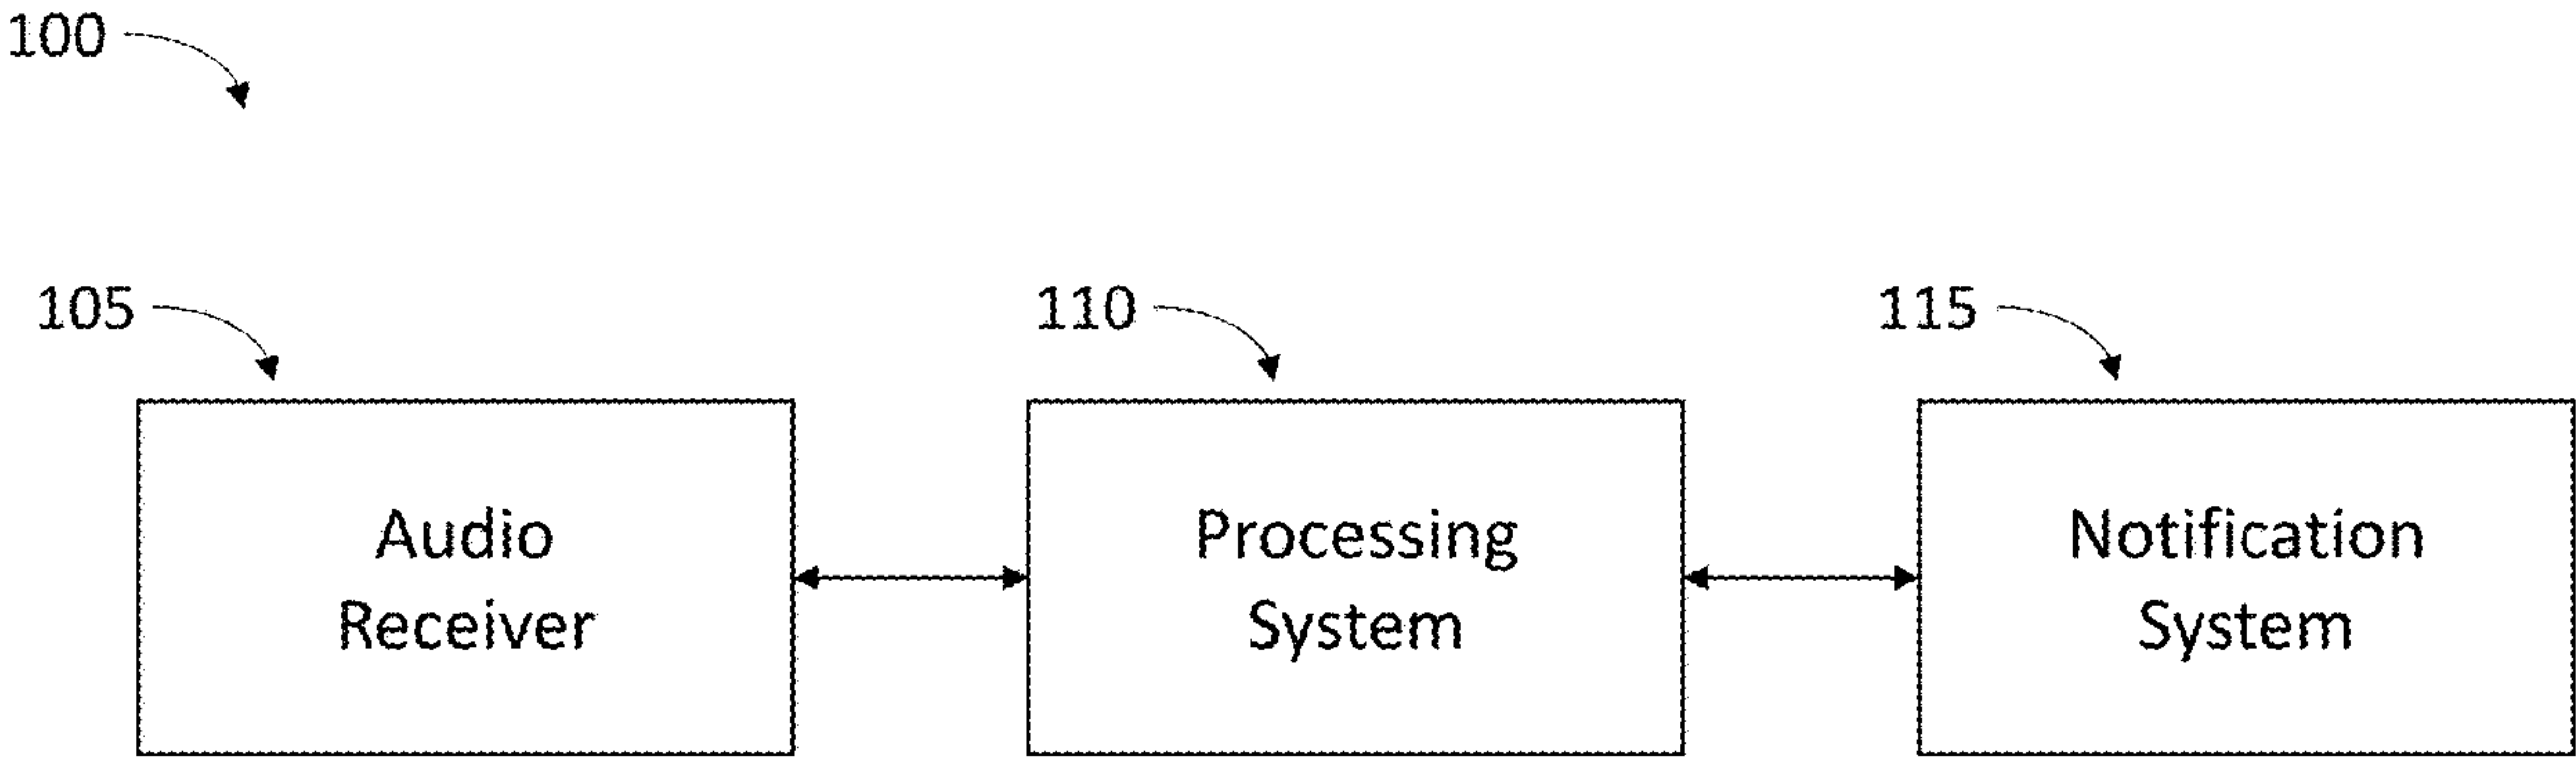 100
105
110
115
Audio
Receiver
Processing
System
Notification
System